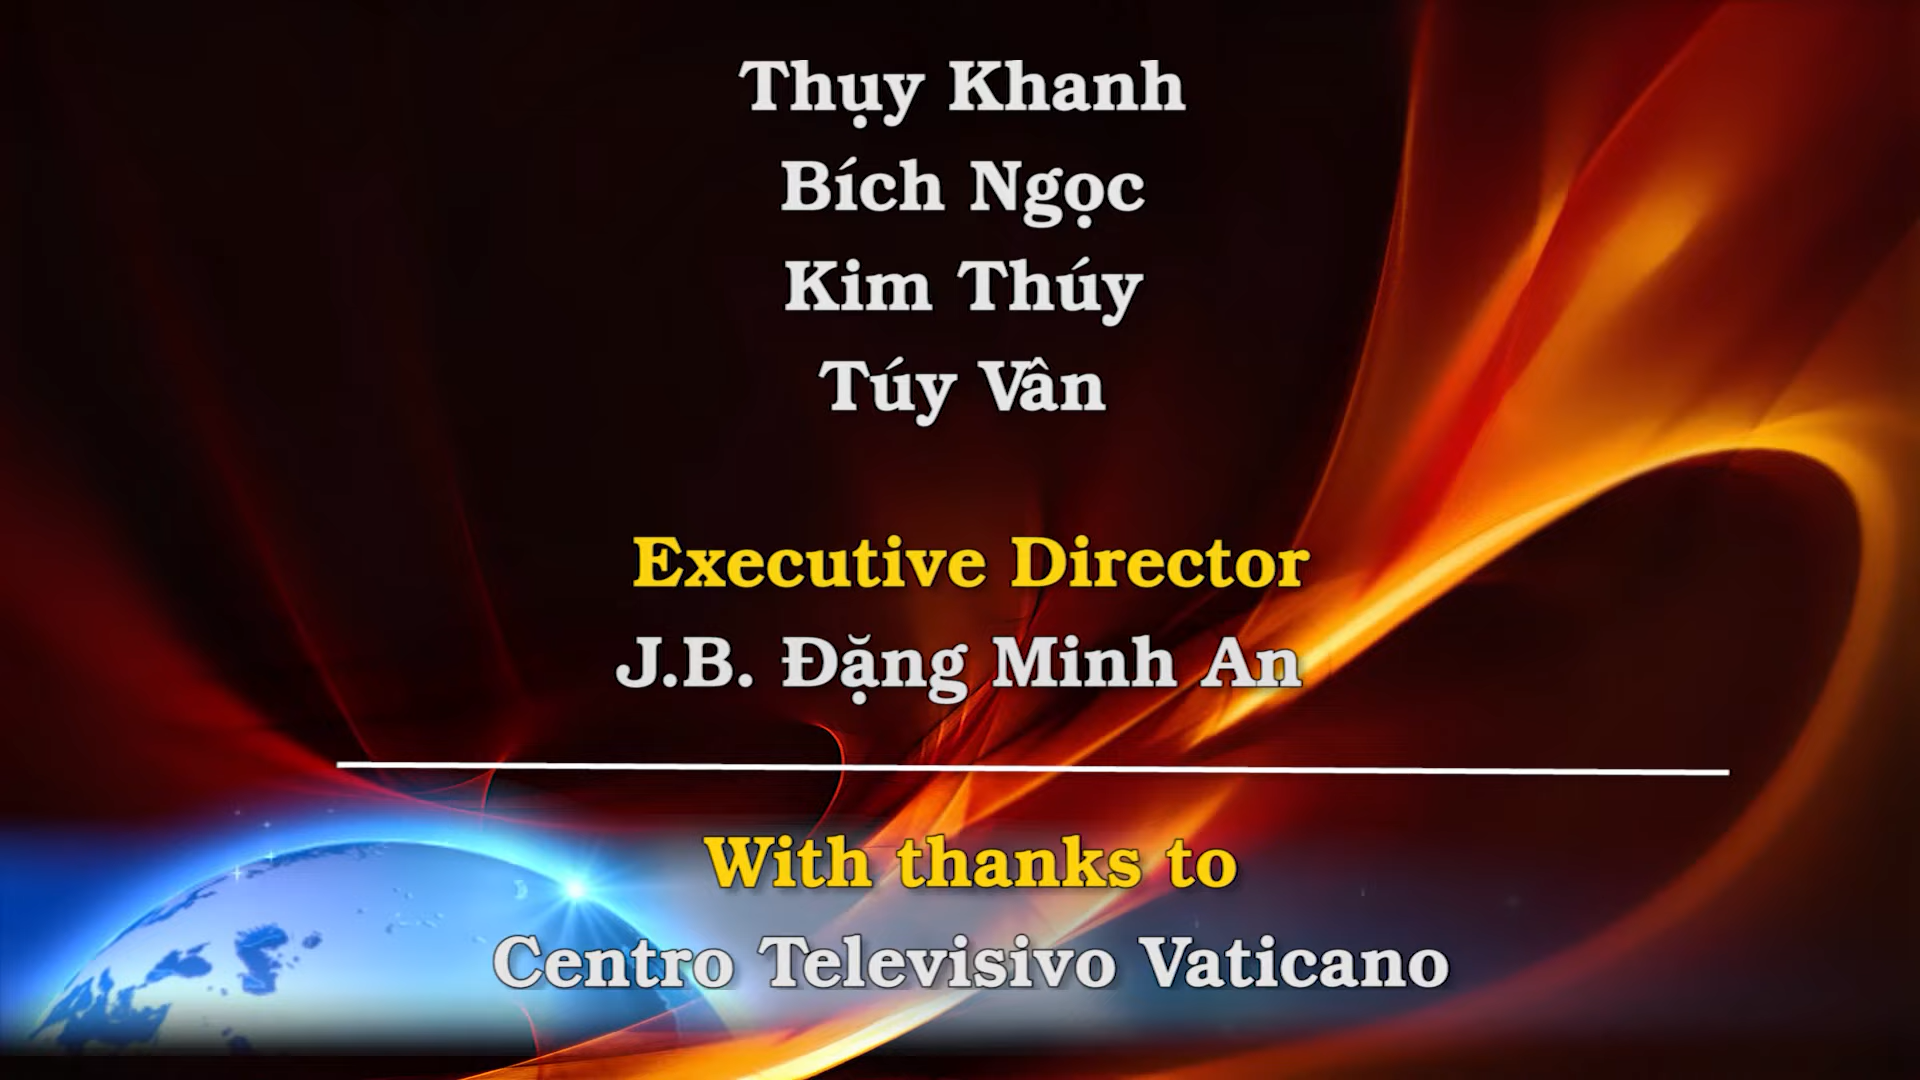 Thụy Khanh
Bích Ngọc
Kim Thúy
Túy Vân
Executive Director
J.B. Đặng Minh An
With thanks to
Centro Televisivo Vaticano